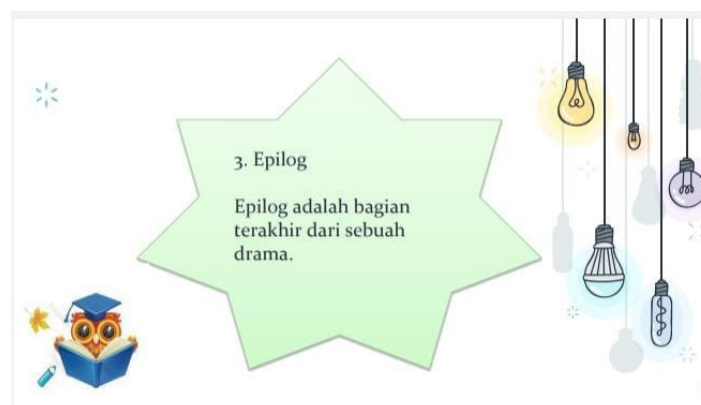 3. Epilog
Epilog adalah bagian
terakhir dari sebuah
drama.